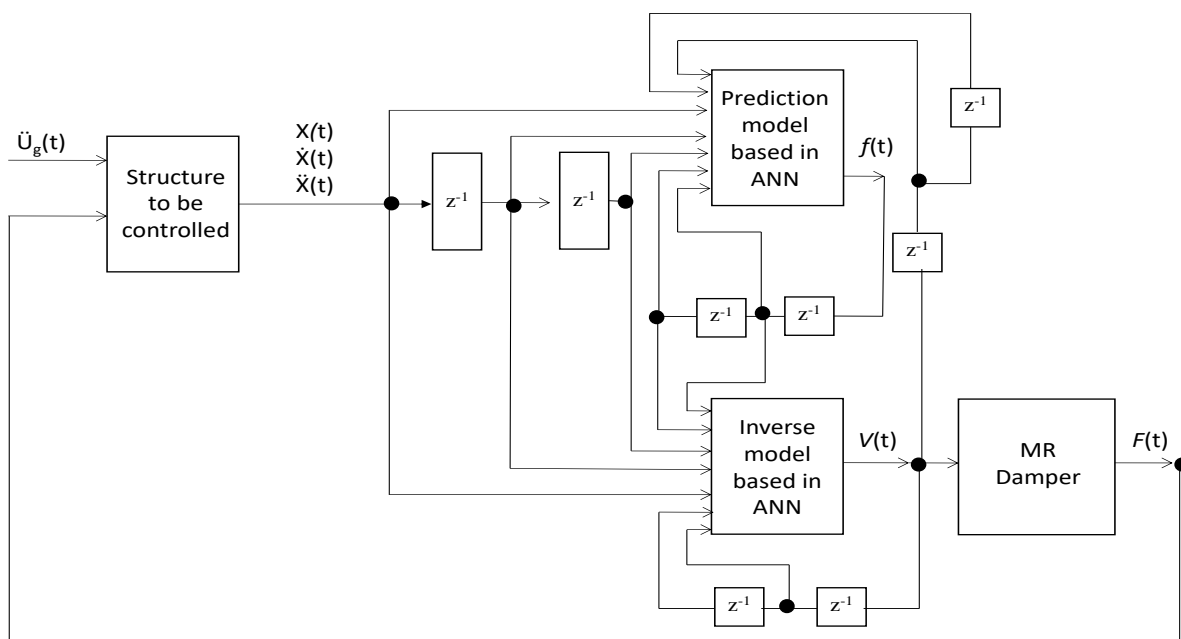 Ü_g(t)
Structure
to be
controlled
X(t)
Ẋ(t)
Ẍ(t)
z⁻¹
z⁻¹
Prediction
model
based in
ANN
f(t)
z⁻¹
z⁻¹
z⁻¹
z⁻¹
Inverse
model
based in
ANN
V(t)
MR
Damper
F(t)
z⁻¹
z⁻¹